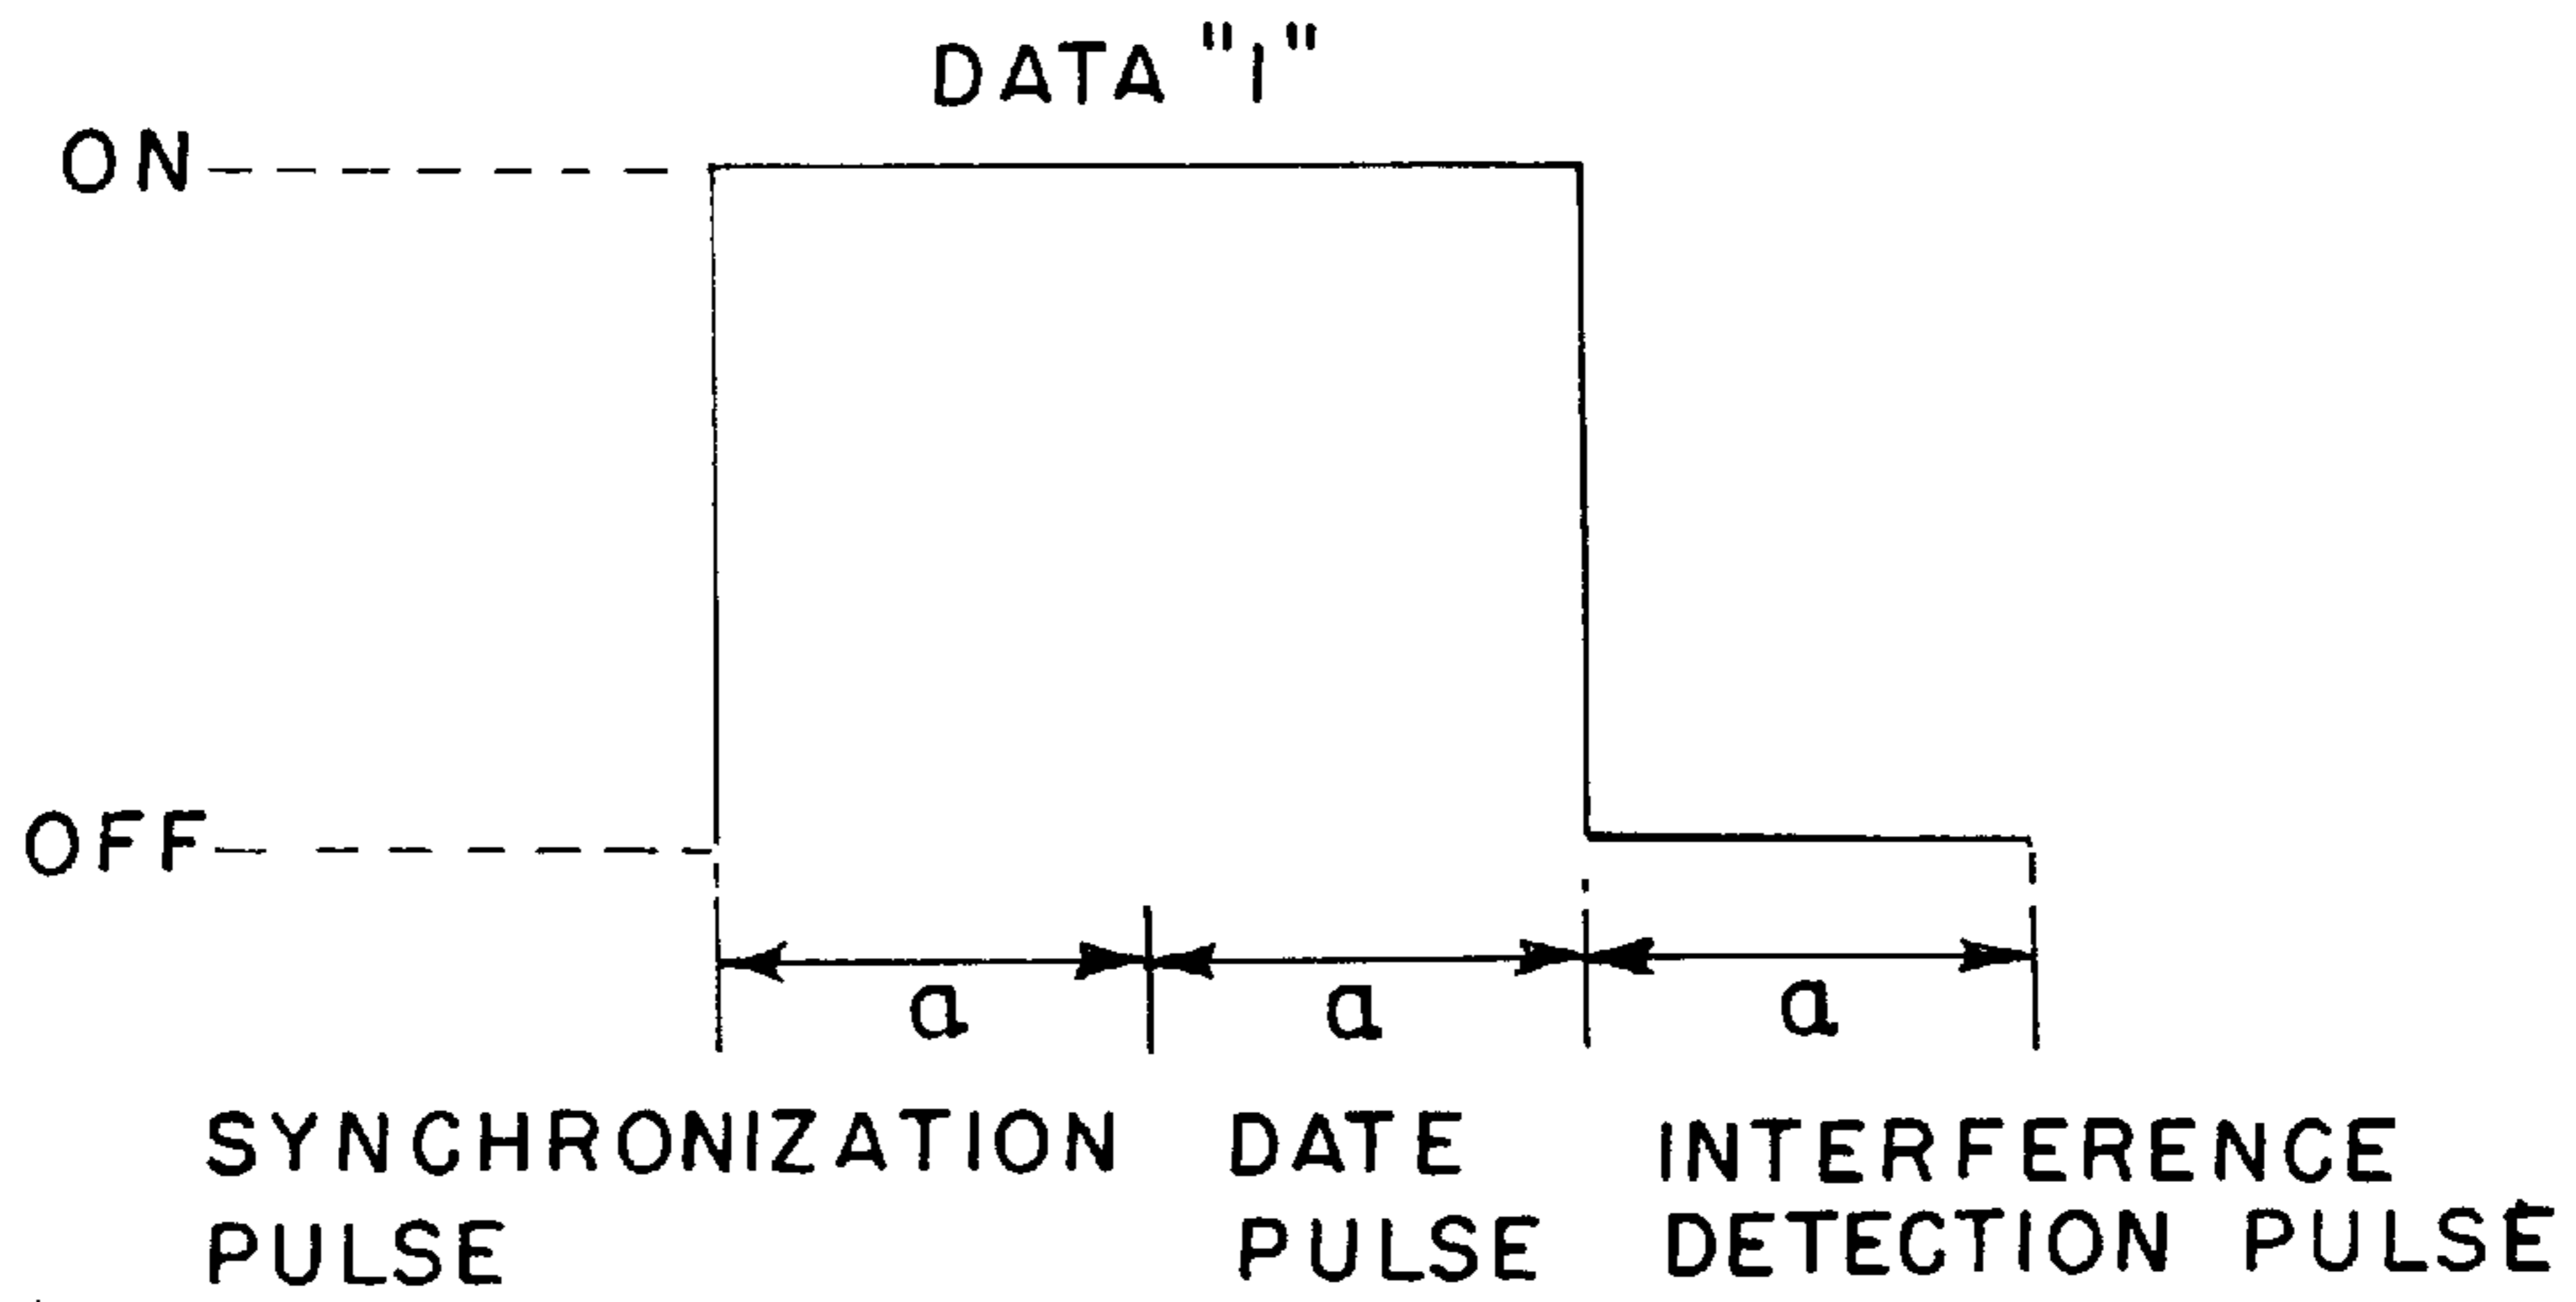 DATA "1"
ON
OFF
a a a
SYNCHRONIZATION DATE INTERFERENCE
PULSE PULSE DETECTION PULSE